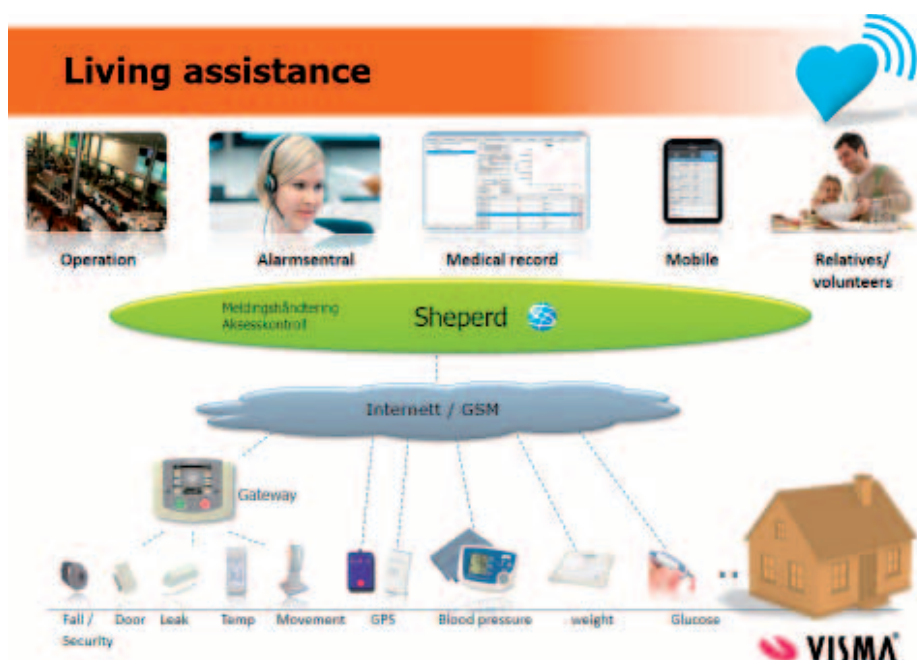 Living assistance
Operation
Alarmsentral
Medical record
Mobile
Relatives/
volunteers
Meldingshåndtering
Aksesskontroll
Sheperd
Internett / GSM
Gateway
Fall /
Security
Door
Leak
Temp
Movement
GPS
Blood pressure
weight
Glucose
VISMA